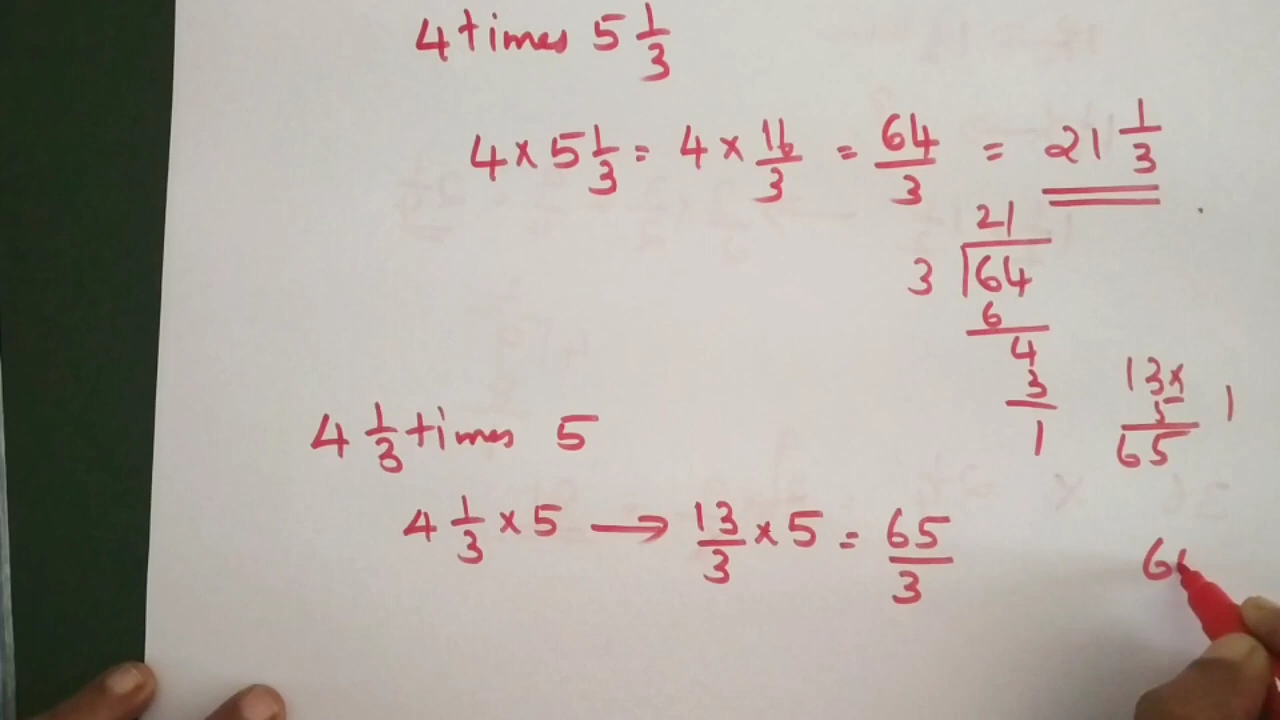 4 times 5 1/3
4 × 5 1/3 = 4 × 16/3 = 64/3 = 21 1/3
21
3 64
6
4
3
1
13×
5 1
65
4 1/3 times 5
4 1/3 × 5 → 13/3 × 5 = 65/3
6